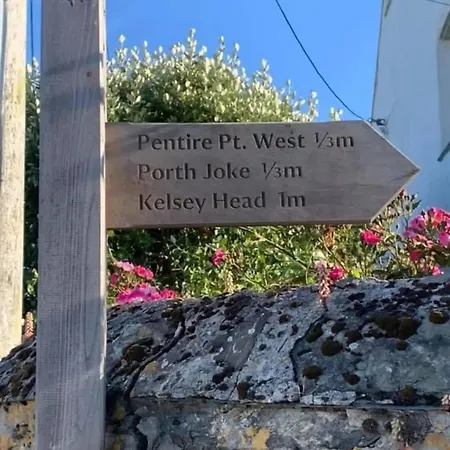 Pentire Pt. West ⅓m
Porth Joke ⅓m
Kelsey Head 1m